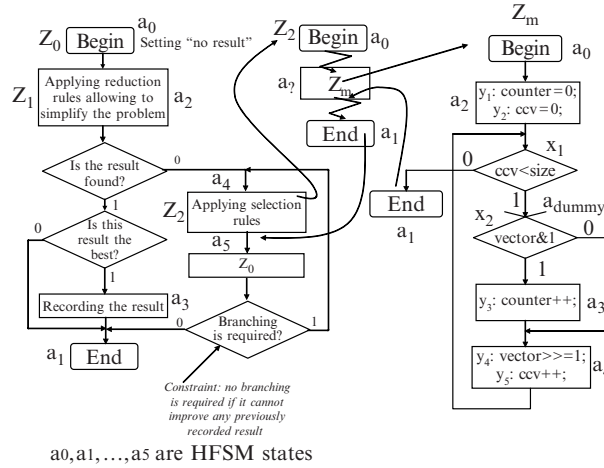 Z0
Begin
a0
Setting “no result”
Z1
Applying reduction
rules allowing to
simplify the problem
a2
Is the result
found?
0
1
Is this
result the
best?
0
1
Recording the result
a3
a1
End
a4
Z2
Applying selection
rules
a5
Z0
0
Branching
is required?
1
Constraint: no branching
is required if it cannot
improve any previously
recorded result
Z2
Begin
a0
a?
Zm
End
a1
Zm
Begin
a0
a2
y1: counter=0;
y2: ccv=0;
x1
0
ccv<size
1
End
a1
x2
adummy
vector&1
0
1
y3: counter++;
a3
y4: vector>>=1;
y5: ccv++;
a0,a1,…,a5 are HFSM states